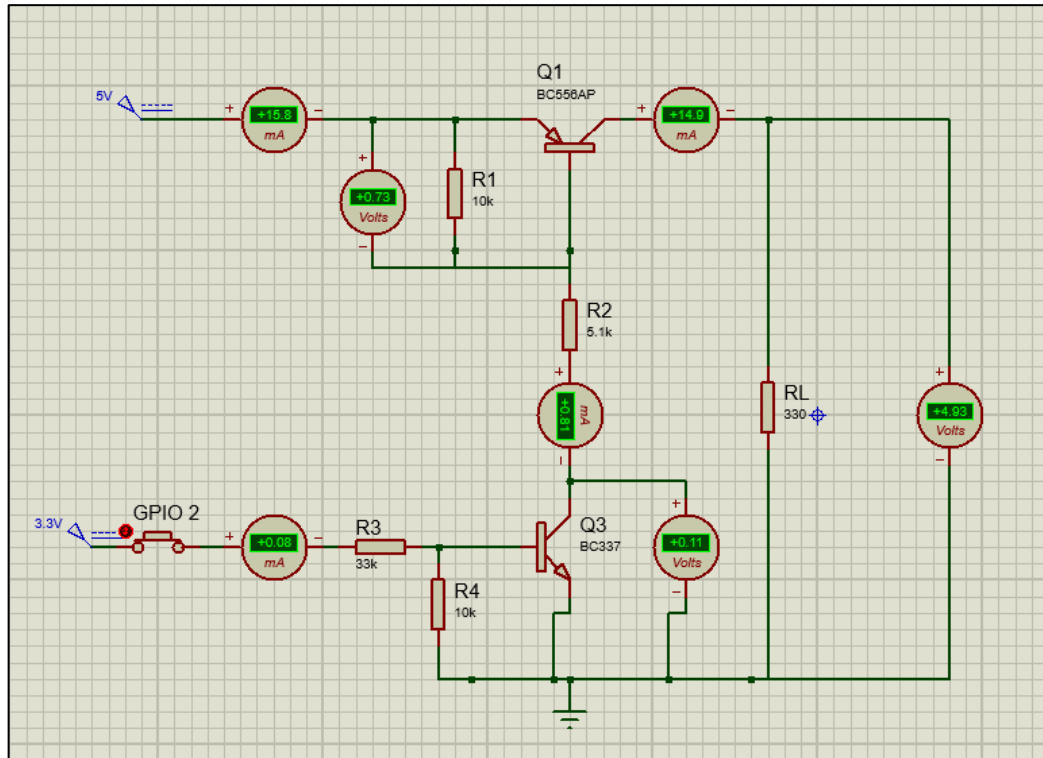 Q1
BC556AP
5V
+15.8
mA
+14.9
mA
+0.73
Volts
R1
10k
R2
5.1k
+0.81
mA
RL
330
+4.93
Volts
3.3V
GPIO 2
+0.08
mA
R3
33k
Q3
BC337
+0.11
Volts
R4
10k